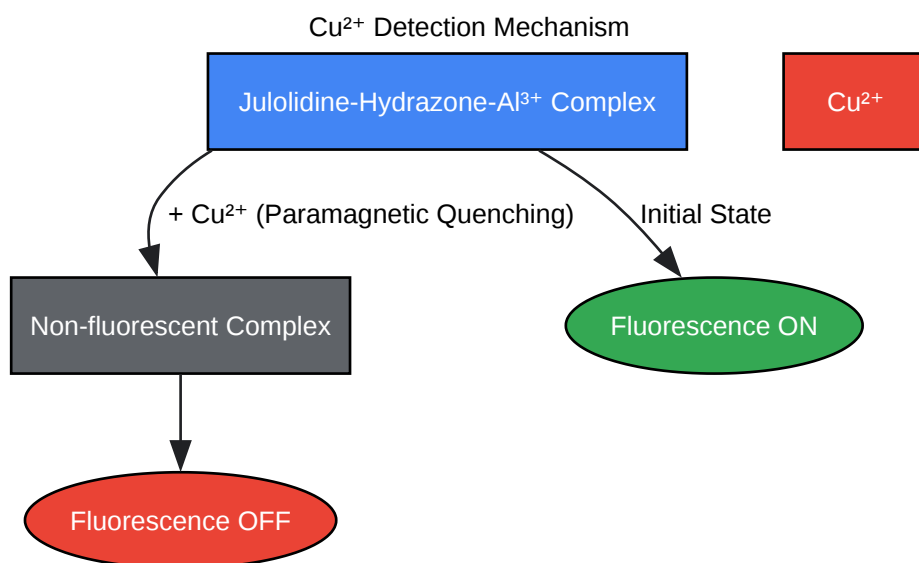 Cu²⁺ Detection Mechanism
Julolidine-Hydrazone-Al³⁺ Complex
Cu²⁺
+ Cu²⁺ (Paramagnetic Quenching)
Initial State
Non-fluorescent Complex
Fluorescence ON
Fluorescence OFF